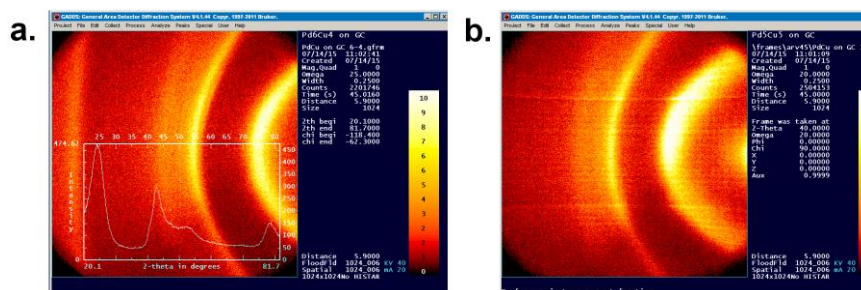 a.
GADDS: General Area Detector Diffraction System V4.1.44 Copyr. 1997-2011 Bruker.
Project File Edit Collect Process Analyze Peaks Special User Help
Pd6Cu4 on GC
PdCu on GC 6-4.gfrm
07/14/15 11:02:41
Created 07/14/15
Mag.Quad 1 0
Omega 25.0000
Width 0.2500
Counts 2201746
Time (s) 45.0160
Distance 5.9000
Size 1024
2th begi 20.1000
2th end 81.7000
chi begi -118.400
chi end -62.3000
10
9
8
7
6
5
4
3
2
1
0
25 30 35 40 45 50 55 60 65 70 75 80
450
400
350
300
250
200
150
100
50
0
20.1 2-theta in degrees 81.7
Distance 5.9000
FloodFld 1024_006 KV 40
Spatial 1024_006 mA 20
1024x1024No HISTAR
b.
GADDS: General Area Detector Diffraction System V4.1.44 Copyr. 1997-2011 Bruker.
Project File Edit Collect Process Analyze Peaks Special User Help
Pd5Cu5 on GC
\frames\arv45\PdCu on GC
07/14/15 11:01:09
Created 07/14/15
Mag.Quad 1 0
Omega 20.0000
Width 0.2500
Counts 2504153
Time (s) 45.0000
Distance 5.9000
Size 1024
Frame was taken at
2-Theta 40.0000
Omega 20.0000
Phi 0.00000
Chi 90.0000
X 0.00000
Y 0.00000
Z 0.00000
Aux 0.9999
Distance 5.9000
FloodFld 1024_006 KV 40
Spatial 1024_006 mA 20
1024x1024No HISTAR